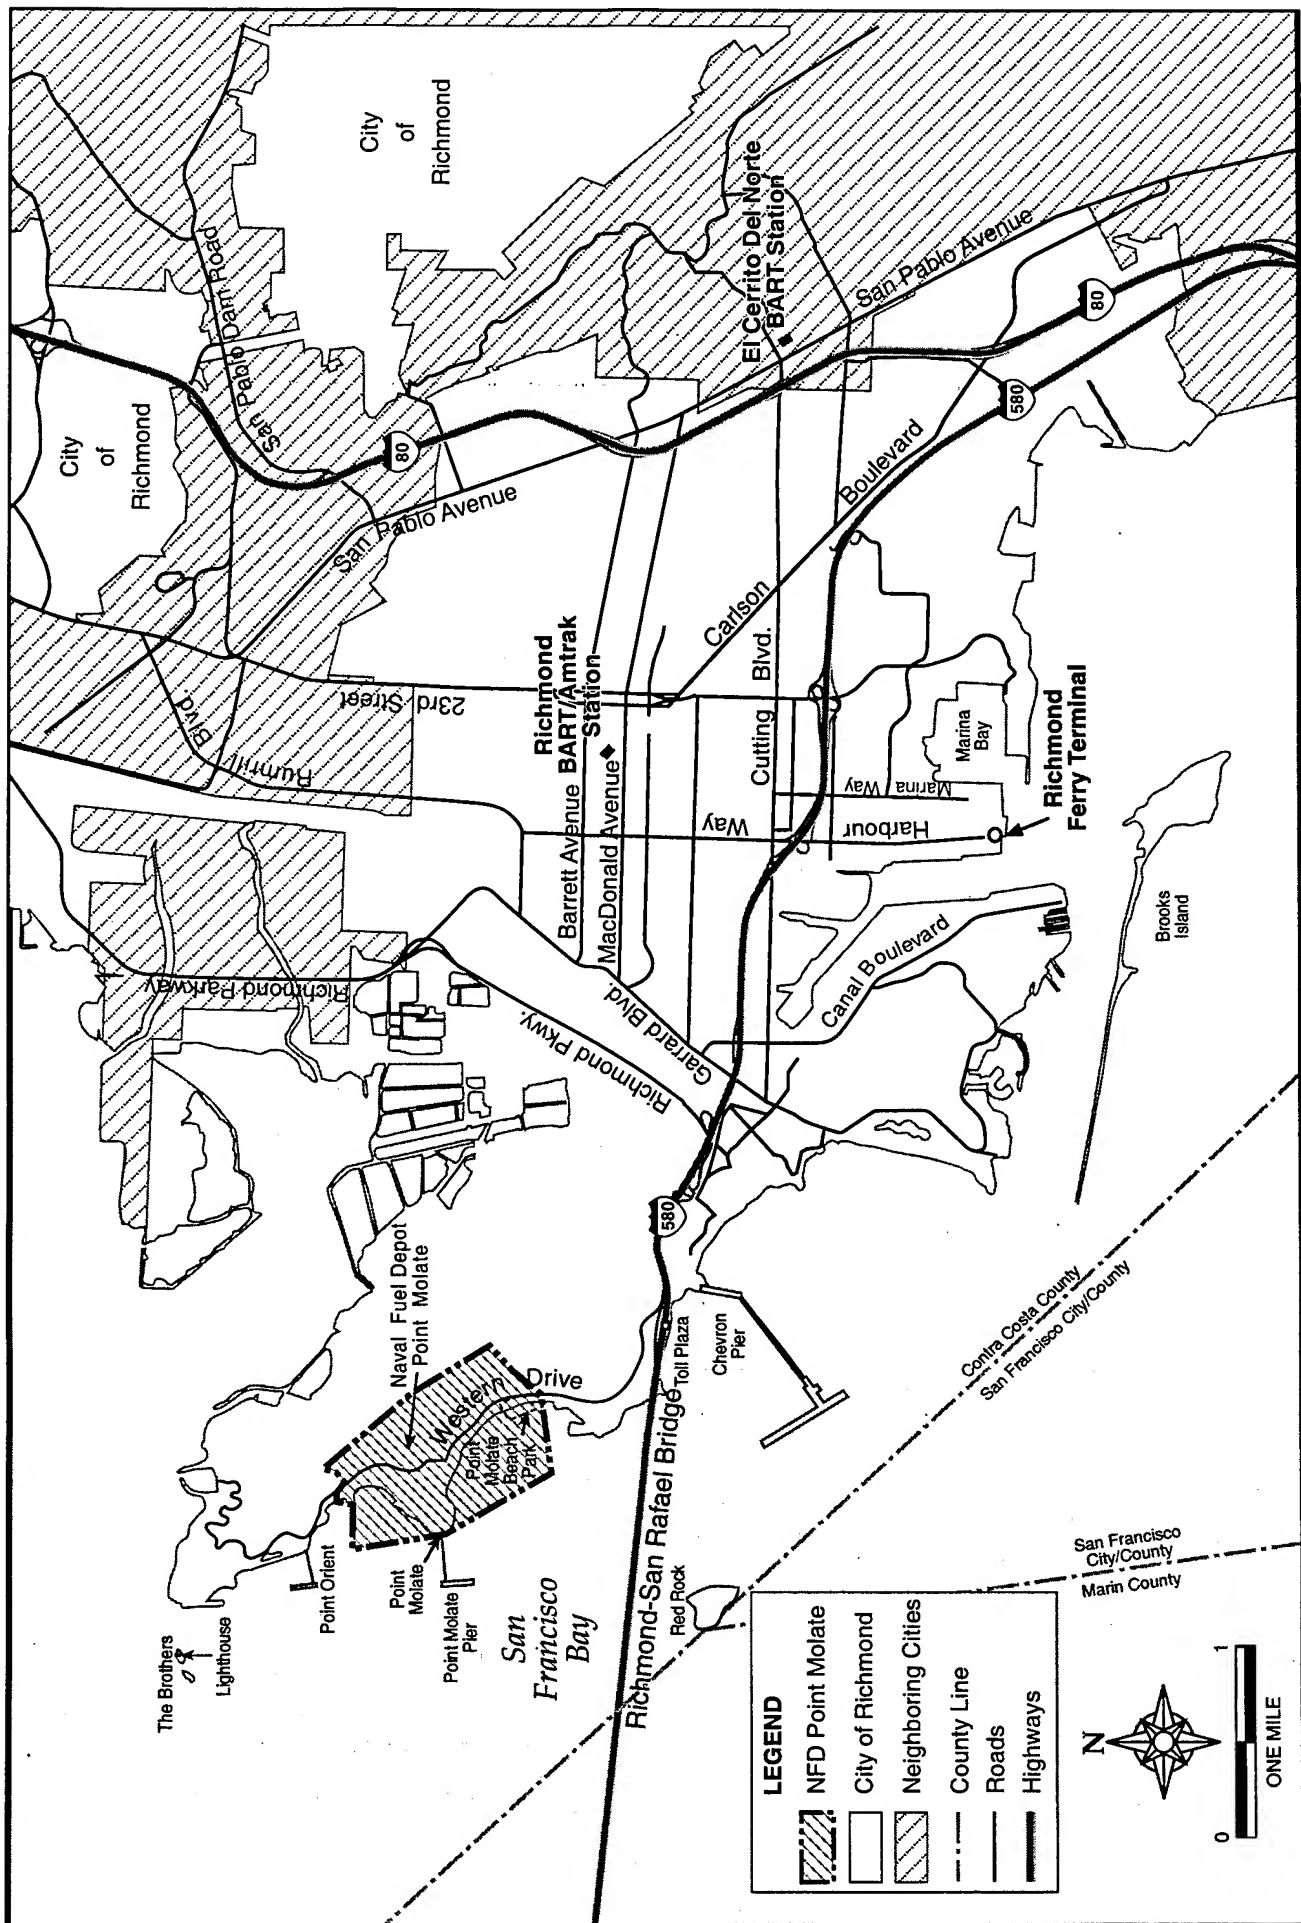 City
of
Richmond
City
of
Richmond
San Pablo Dam Road
San
80
San Pablo Avenue
El Cerrito Del Norte
BART Station
San Pablo Avenue
80
580
Carlson
Boulevard
23rd Street
Rumrill
Blvd.
Richmond
BART/Amtrak
Station
Barrett Avenue
MacDonald Avenue
Cutting
Blvd.
Harbour
Way
Marina Way
Marina
Bay
Richmond
Ferry Terminal
Brooks
Island
Canal Boulevard
Garrard Blvd.
Richmond Pkwy.
Richmond Parkway
580
Naval Fuel Depot
Point Molate
Western
Drive
Point
Molate
Beach
Park
Toll Plaza
Chevron
Pier
Richmond-San Rafael Bridge
Red Rock
Contra Costa County
San Francisco City/County
San Francisco
City/County
Marin County
The Brothers
Lighthouse
Point Orient
Point
Molate
Point Molate
Pier
San
Francisco
Bay
LEGEND
NFD Point Molate
City of Richmond
Neighboring Cities
County Line
Roads
Highways
N
0
1
ONE MILE